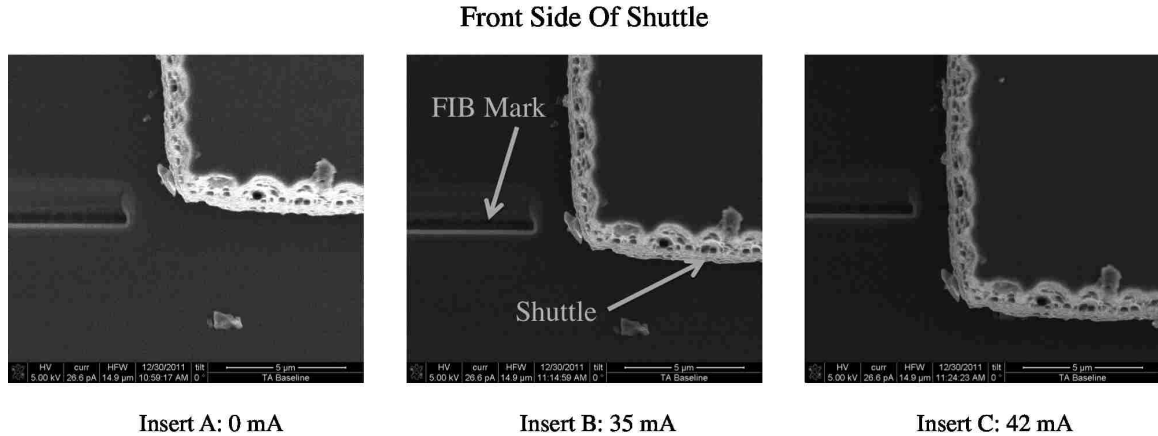 Front Side Of Shuttle
FIB Mark
Shuttle
HV curr HFW 12/30/2011 tilt 5 µm
5.00 kV 26.6 pA 14.9 µm 10:59:17 AM 0 ° TA Baseline
HV curr HFW 12/30/2011 tilt 5 µm
5.00 kV 26.6 pA 14.9 µm 11:14:59 AM 0 ° TA Baseline
HV curr HFW 12/30/2011 tilt 5 µm
5.00 kV 26.6 pA 14.9 µm 11:24:23 AM 0 ° TA Baseline
Insert A: 0 mA
Insert B: 35 mA
Insert C: 42 mA